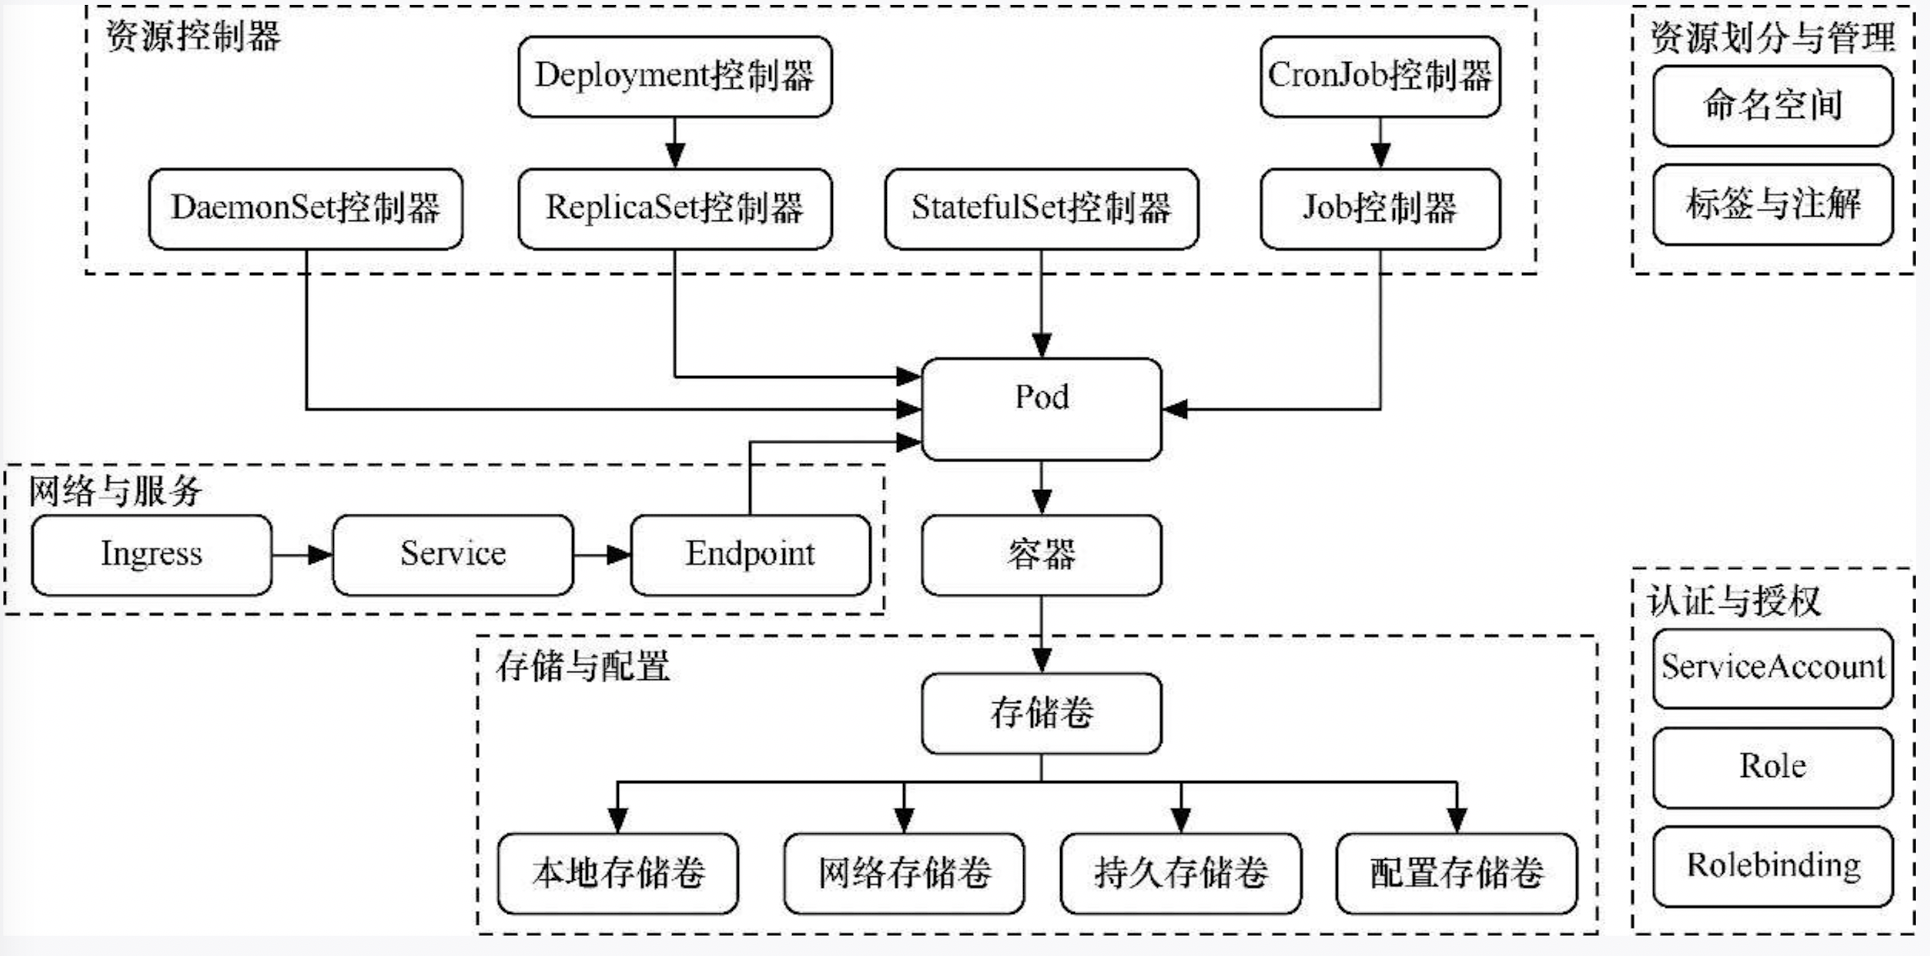 资源控制器
Deployment控制器
CronJob控制器
DaemonSet控制器
ReplicaSet控制器
StatefulSet控制器
Job控制器
资源划分与管理
命名空间
标签与注解
Pod
网络与服务
Ingress
Service
Endpoint
容器
存储与配置
存储卷
本地存储卷
网络存储卷
持久存储卷
配置存储卷
认证与授权
ServiceAccount
Role
Rolebinding